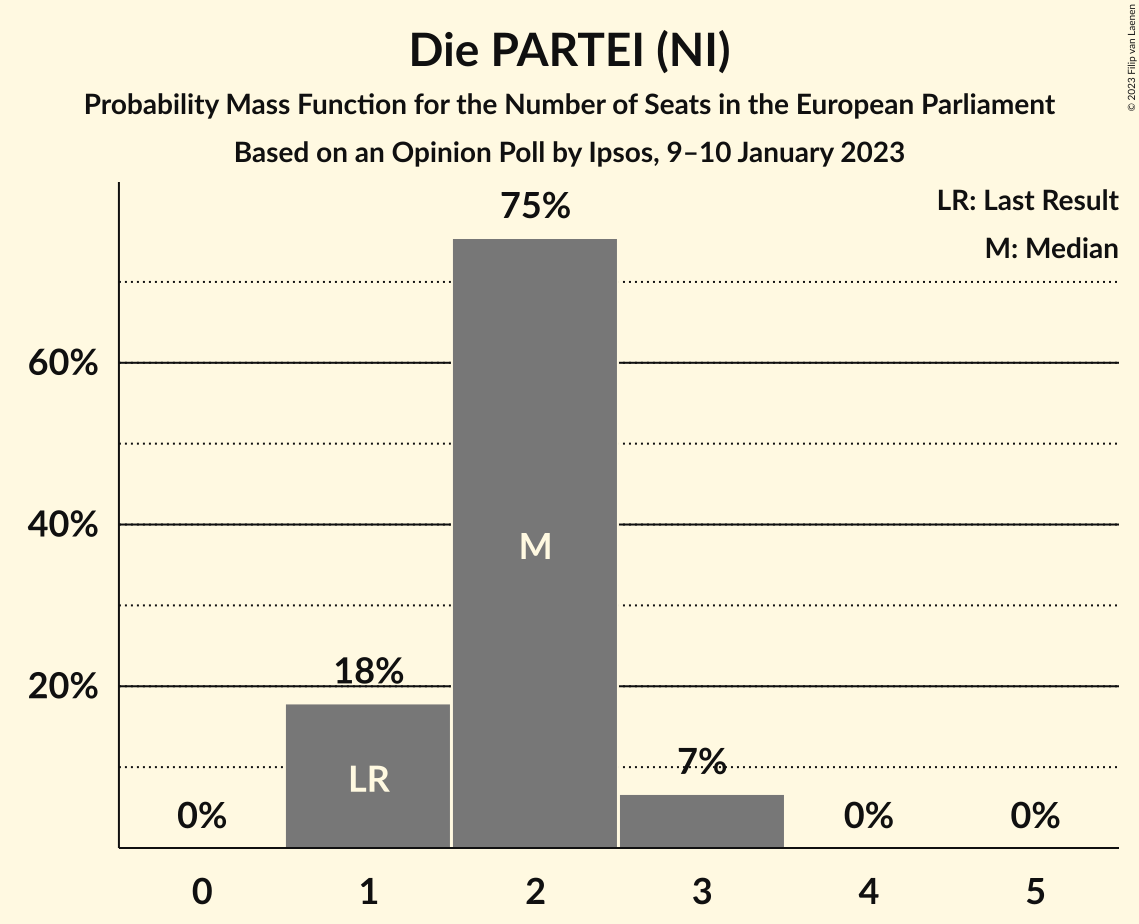 Die PARTEI (NI)
Probability Mass Function for the Number of Seats in the European Parliament
Based on an Opinion Poll by Ipsos, 9–10 January 2023
© 2023 Filip van Laenen
LR: Last Result
M: Median
75%
60%
40%
20%
M
18%
LR
7%
0%
0%
0%
0 1 2 3 4 5